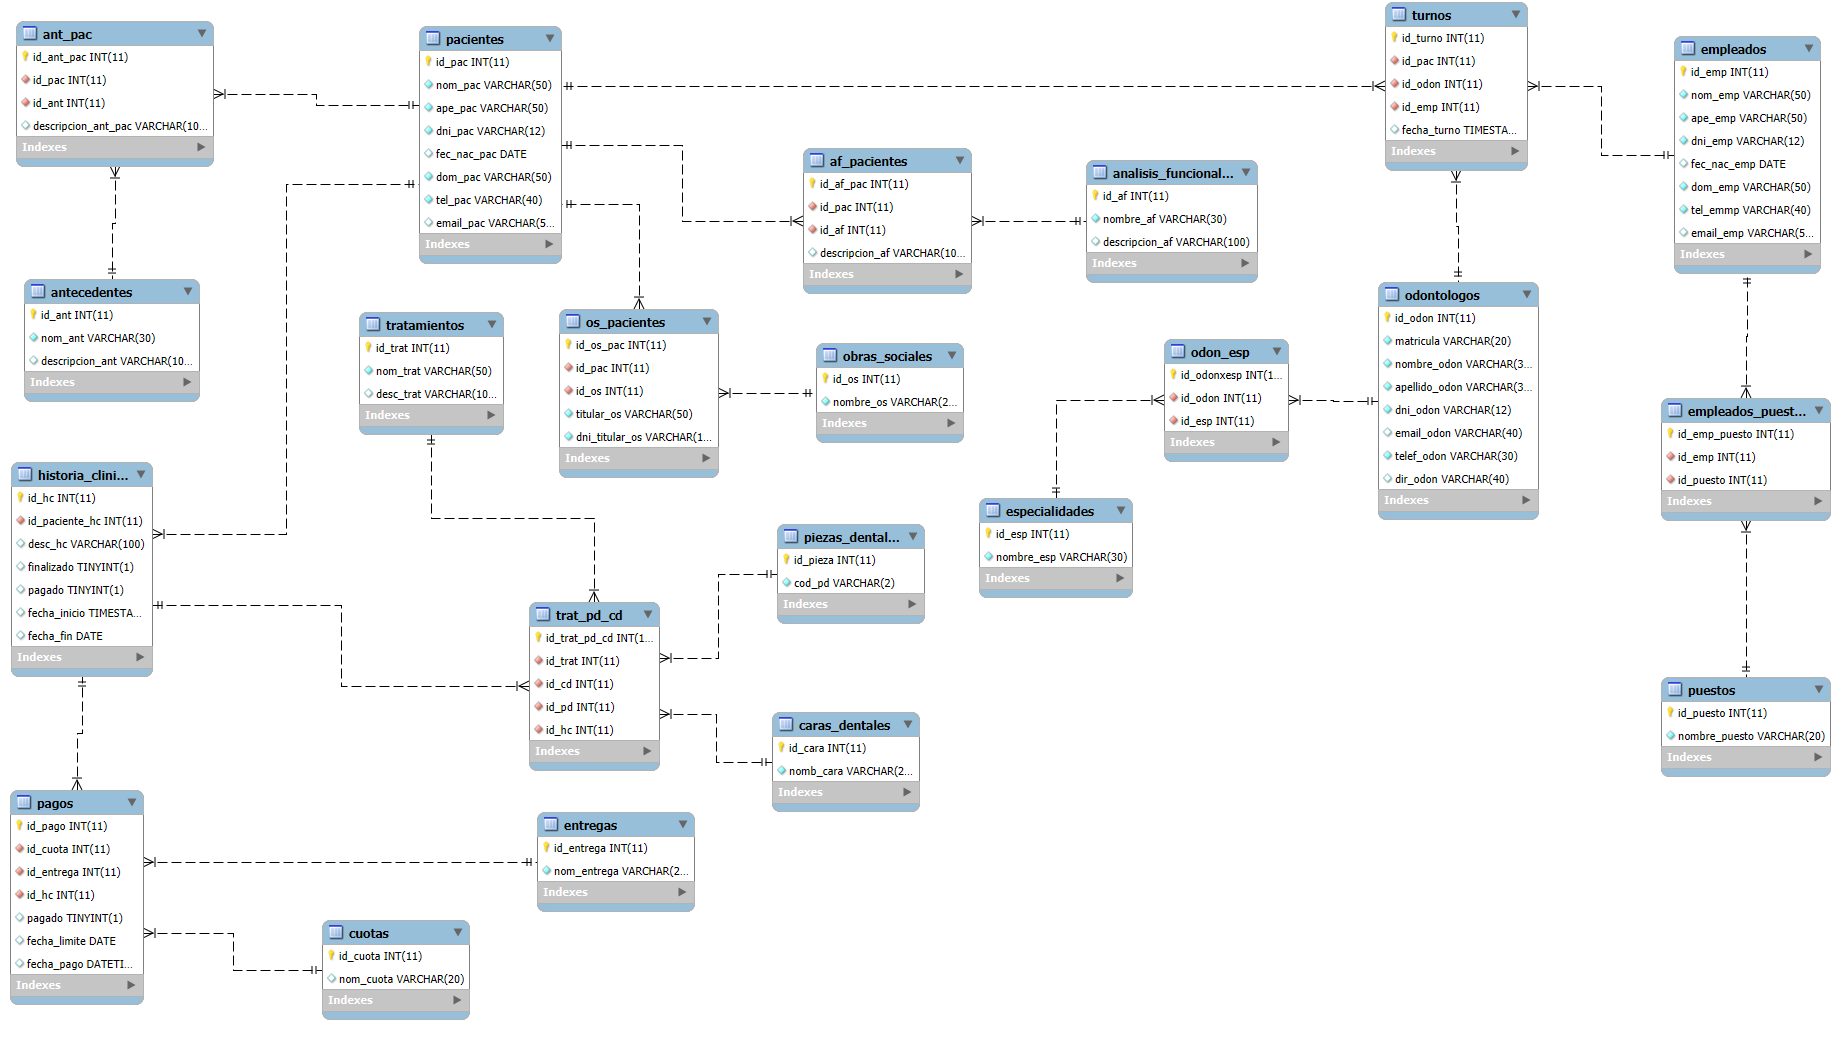 ant_pac
id_ant_pac INT(11)
id_pac INT(11)
id_ant INT(11)
descripcion_ant_pac VARCHAR(10...
Indexes
pacientes
id_pac INT(11)
nom_pac VARCHAR(50)
ape_pac VARCHAR(50)
dni_pac VARCHAR(12)
fec_nac_pac DATE
dom_pac VARCHAR(50)
tel_pac VARCHAR(40)
email_pac VARCHAR(5...
Indexes
turnos
id_turno INT(11)
id_pac INT(11)
id_odon INT(11)
id_emp INT(11)
fecha_turno TIMESTA...
Indexes
empleados
id_emp INT(11)
nom_emp VARCHAR(50)
ape_emp VARCHAR(50)
dni_emp VARCHAR(12)
fec_nac_emp DATE
dom_emp VARCHAR(50)
tel_emmp VARCHAR(40)
email_emp VARCHAR(5...
Indexes
af_pacientes
id_af_pac INT(11)
id_pac INT(11)
id_af INT(11)
descripcion_af VARCHAR(10...
Indexes
analisis_funcional...
id_af INT(11)
nombre_af VARCHAR(30)
descripcion_af VARCHAR(100)
Indexes
antecedentes
id_ant INT(11)
nom_ant VARCHAR(30)
descripcion_ant VARCHAR(10...
Indexes
tratamientos
id_trat INT(11)
nom_trat VARCHAR(50)
desc_trat VARCHAR(10...
Indexes
os_pacientes
id_os_pac INT(11)
id_pac INT(11)
id_os INT(11)
titular_os VARCHAR(50)
dni_titular_os VARCHAR(1...
Indexes
obras_sociales
id_os INT(11)
nombre_os VARCHAR(2...
Indexes
odon_esp
id_odonxesp INT(1...
id_odon INT(11)
id_esp INT(11)
Indexes
odontologos
id_odon INT(11)
matricula VARCHAR(20)
nombre_odon VARCHAR(3...
apellido_odon VARCHAR(3...
dni_odon VARCHAR(12)
email_odon VARCHAR(40)
telef_odon VARCHAR(30)
dir_odon VARCHAR(40)
Indexes
empleados_puest...
id_emp_puesto INT(11)
id_emp INT(11)
id_puesto INT(11)
Indexes
historia_clini...
id_hc INT(11)
id_paciente_hc INT(11)
desc_hc VARCHAR(100)
finalizado TINYINT(1)
pagado TINYINT(1)
fecha_inicio TIMESTA...
fecha_fin DATE
Indexes
especialidades
id_esp INT(11)
nombre_esp VARCHAR(30)
Indexes
piezas_dental...
id_pieza INT(11)
cod_pd VARCHAR(2)
Indexes
trat_pd_cd
id_trat_pd_cd INT(1...
id_trat INT(11)
id_cd INT(11)
id_pd INT(11)
id_hc INT(11)
Indexes
caras_dentales
id_cara INT(11)
nomb_cara VARCHAR(2...
Indexes
puestos
id_puesto INT(11)
nombre_puesto VARCHAR(20)
Indexes
pagos
id_pago INT(11)
id_cuota INT(11)
id_entrega INT(11)
id_hc INT(11)
pagado TINYINT(1)
fecha_limite DATE
fecha_pago DATETI...
Indexes
entregas
id_entrega INT(11)
nom_entrega VARCHAR(2...
Indexes
cuotas
id_cuota INT(11)
nom_cuota VARCHAR(20)
Indexes